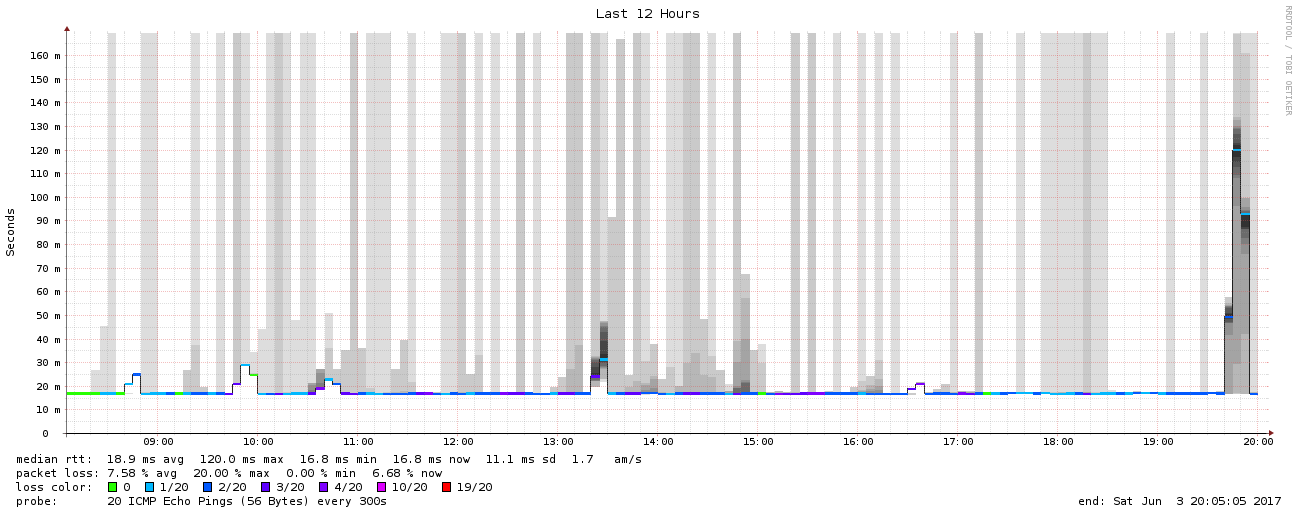 Last 12 Hours
RRDTOOL / TOBI OETIKER
Seconds
160 m
150 m
140 m
130 m
120 m
110 m
100 m
90 m
80 m
70 m
60 m
50 m
40 m
30 m
20 m
10 m
0
09:00 10:00 11:00 12:00 13:00 14:00 15:00 16:00 17:00 18:00 19:00 20:00
median rtt: 18.9 ms avg 120.0 ms max 16.8 ms min 16.8 ms now 11.1 ms sd 1.7 am/s
packet loss: 7.58 % avg 20.00 % max 0.00 % min 6.68 % now
loss color: 0 1/20 2/20 3/20 4/20 10/20 19/20
probe: 20 ICMP Echo Pings (56 Bytes) every 300s end: Sat Jun 3 20:05:05 2017